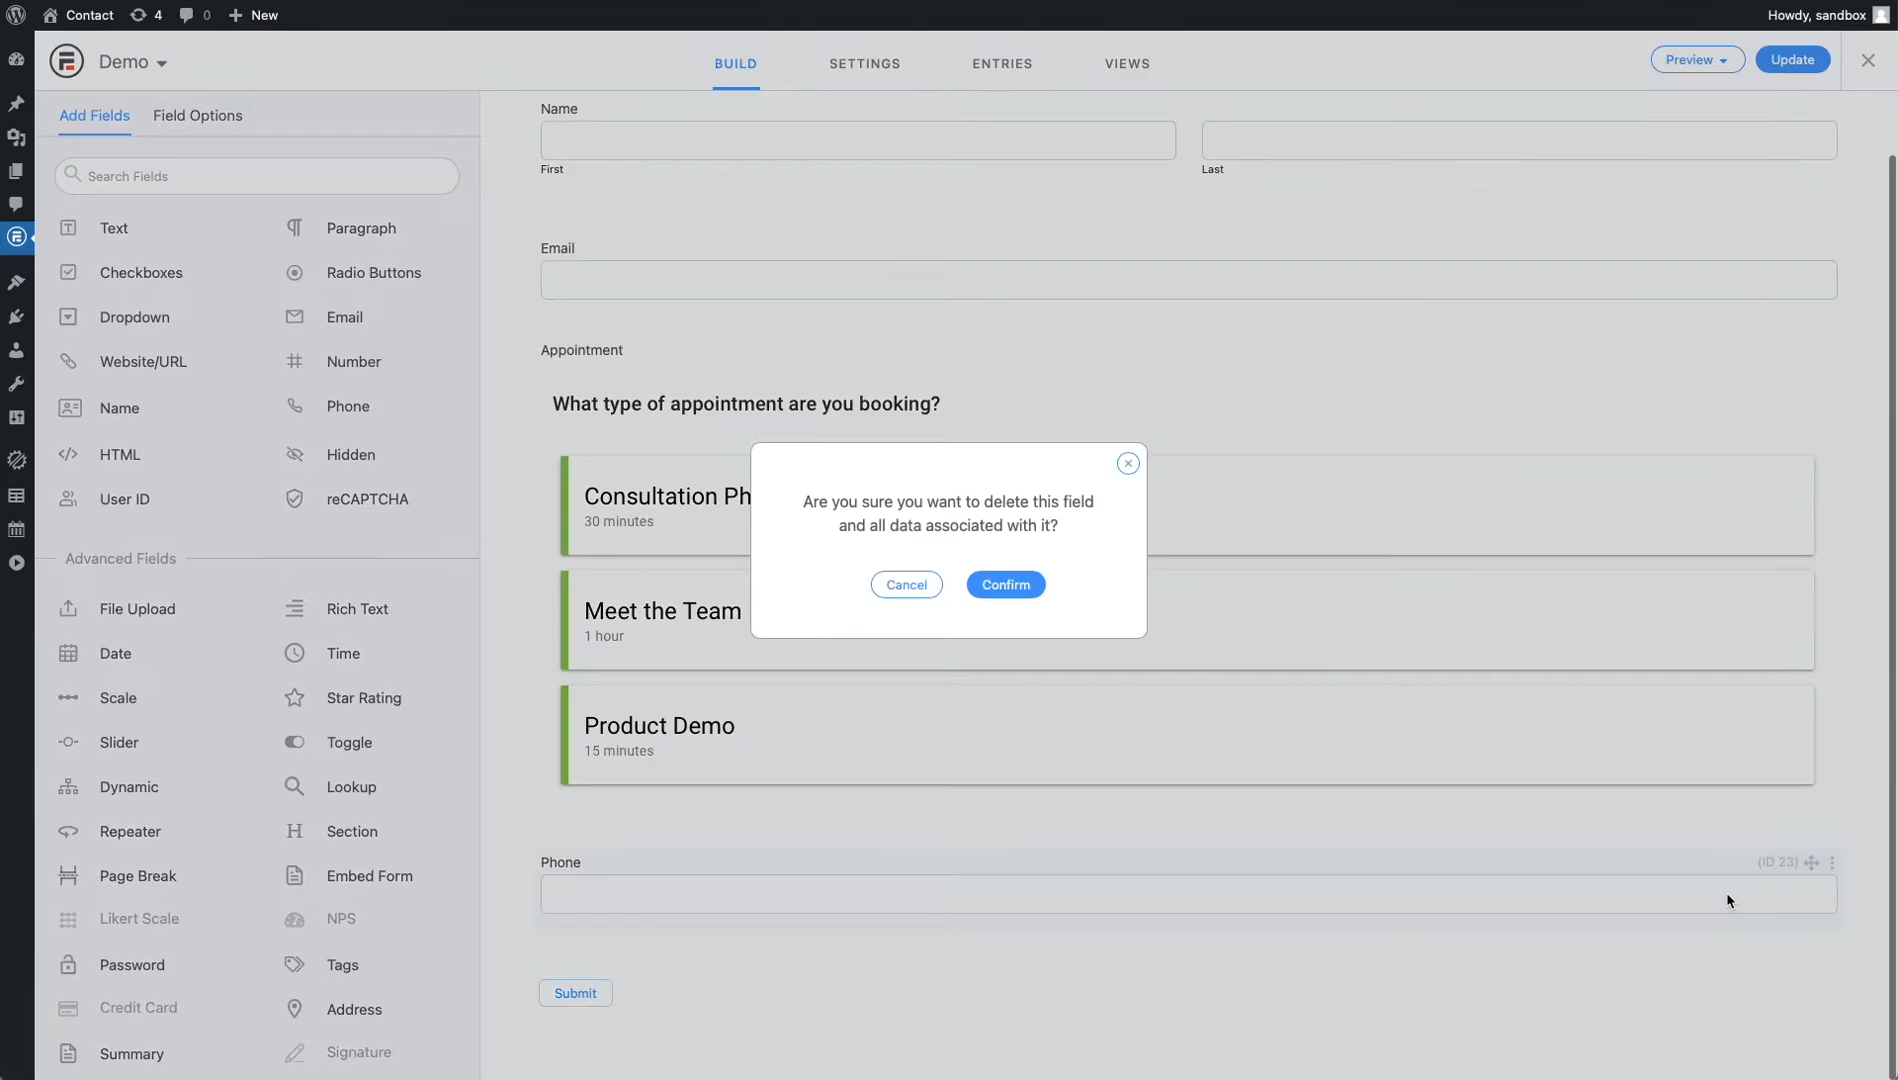 Contact 4 0 New Howdy, sandbox
Demo BUILD SETTINGS ENTRIES VIEWS Preview Update
Add Fields Field Options
Search Fields
Text Paragraph
Checkboxes Radio Buttons
Dropdown Email
Website/URL Number
Name Phone
HTML Hidden
User ID reCAPTCHA
Advanced Fields
File Upload Rich Text
Date Time
Scale Star Rating
Slider Toggle
Dynamic Lookup
Repeater Section
Page Break Embed Form
Likert Scale NPS
Password Tags
Credit Card Address
Summary Signature
Name
First Last
Email
Appointment
What type of appointment are you booking?
Consultation Ph
30 minutes
Meet the Team
1 hour
Product Demo
15 minutes
Are you sure you want to delete this field
and all data associated with it?
Cancel Confirm
Phone (ID 23)
Submit